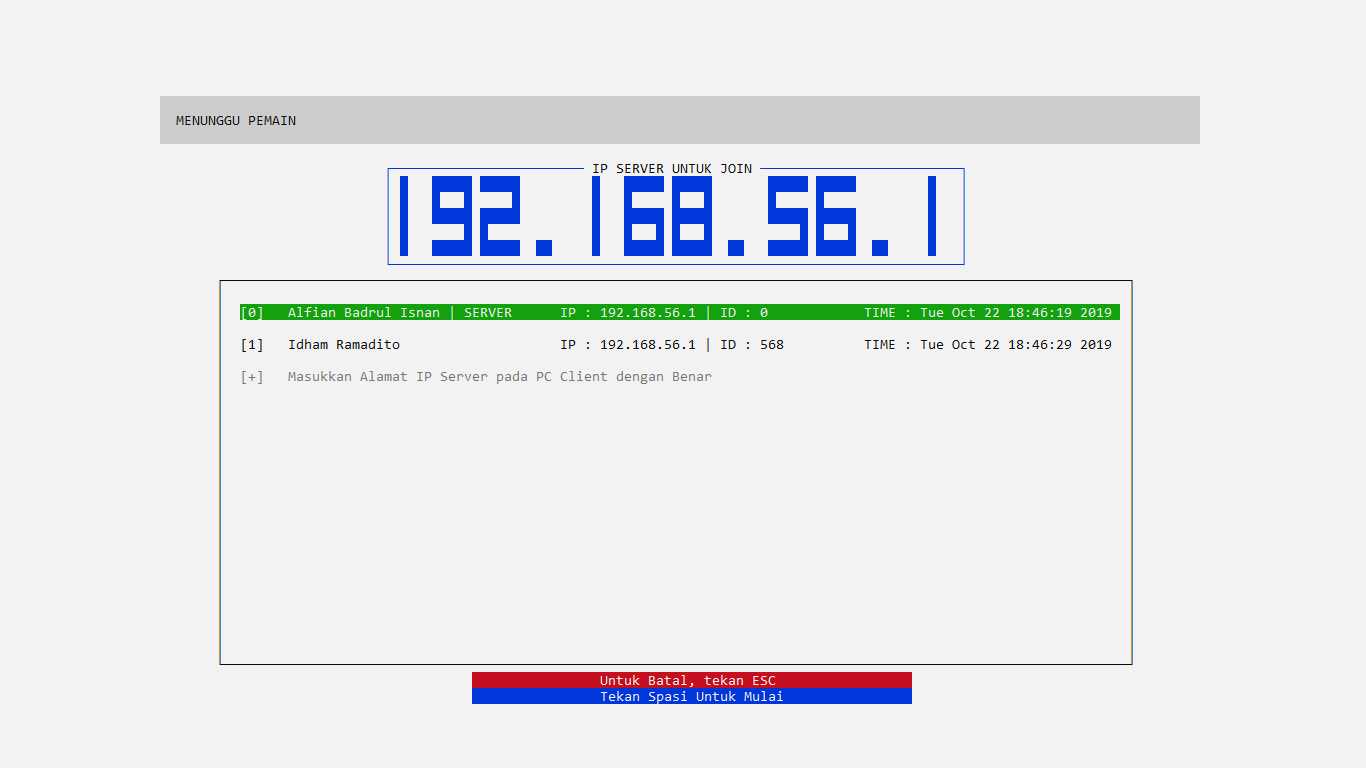 MENUNGGU PEMAIN
IP SERVER UNTUK JOIN
192.168.56.1
[0] Alfian Badrul Isnan | SERVER IP : 192.168.56.1 | ID : 0 TIME : Tue Oct 22 18:46:19 2019
[1] Idham Ramadito IP : 192.168.56.1 | ID : 568 TIME : Tue Oct 22 18:46:29 2019
[+] Masukkan Alamat IP Server pada PC Client dengan Benar
Untuk Batal, tekan ESC
Tekan Spasi Untuk Mulai